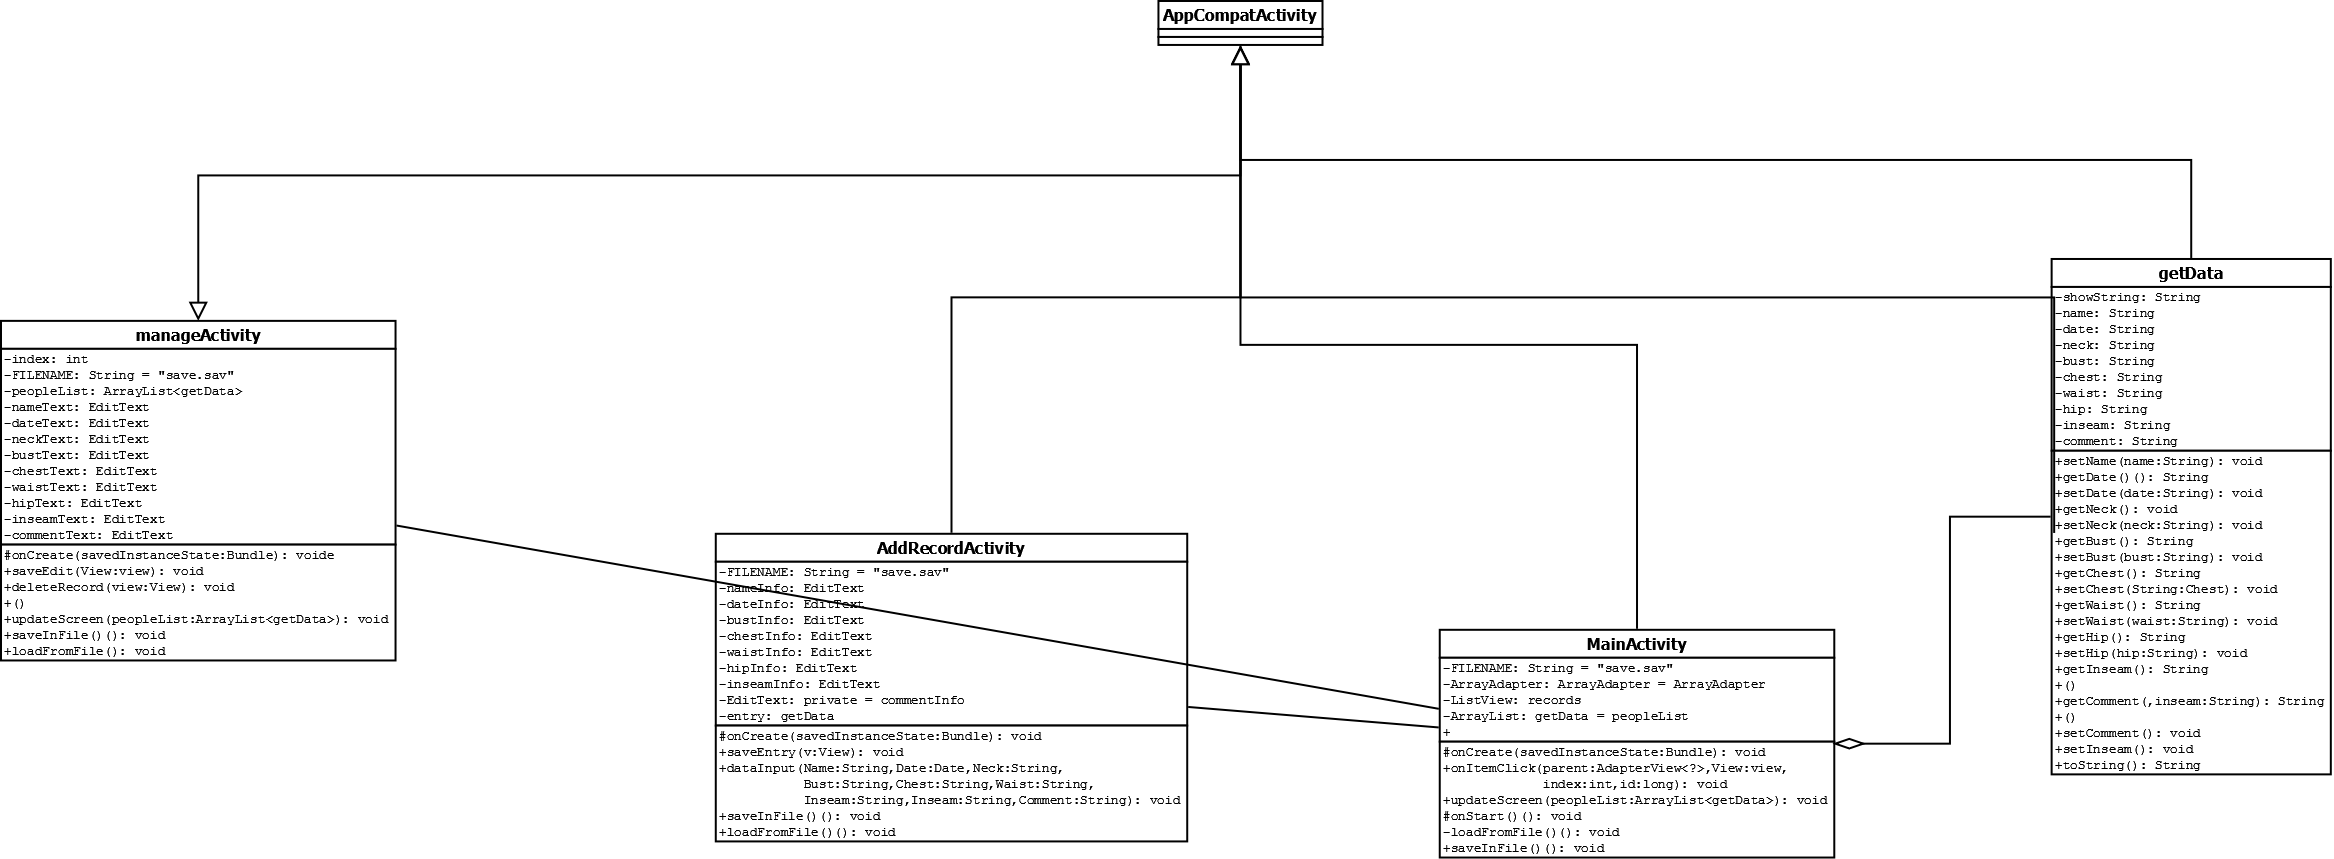 AppCompatActivity
manageActivity
-index: int
-FILENAME: String = "save.sav"
-peopleList: ArrayList<getData>
-nameText: EditText
-dateText: EditText
-neckText: EditText
-bustText: EditText
-chestText: EditText
-waistText: EditText
-hipText: EditText
-inseamText: EditText
-commentText: EditText
#onCreate(savedInstanceState:Bundle): voide
+saveEdit(View:view): void
+deleteRecord(view:View): void
+()
+updateScreen(peopleList:ArrayList<getData>): void
+saveInFile()(): void
+loadFromFile(): void
AddRecordActivity
-FILENAME: String = "save.sav"
-nameInfo: EditText
-dateInfo: EditText
-bustInfo: EditText
-chestInfo: EditText
-waistInfo: EditText
-hipInfo: EditText
-inseamInfo: EditText
-EditText: private = commentInfo
-entry: getData
#onCreate(savedInstanceState:Bundle): void
+saveEntry(v:View): void
+dataInput(Name:String,Date:Date,Neck:String,
Bust:String,Chest:String,Waist:String,
Inseam:String,Inseam:String,Comment:String): void
+saveInFile()(): void
+loadFromFile()(): void
MainActivity
-FILENAME: String = "save.sav"
-ArrayAdapter: ArrayAdapter = ArrayAdapter
-ListView: records
-ArrayList: getData = peopleList
+
#onCreate(savedInstanceState:Bundle): void
+onItemClick(parent:AdapterView<?>,View:view,
index:int,id:long): void
+updateScreen(peopleList:ArrayList<getData>): void
#onStart()(): void
-loadFromFile()(): void
+saveInFile()(): void
getData
-showString: String
-name: String
-date: String
-neck: String
-bust: String
-chest: String
-waist: String
-hip: String
-inseam: String
-comment: String
+setName(name:String): void
+getDate()(): String
+setDate(date:String): void
+getNeck(): void
+setNeck(neck:String): void
+getBust(): String
+setBust(bust:String): void
+getChest(): String
+setChest(String:Chest): void
+getWaist(): String
+setWaist(waist:String): void
+getHip(): String
+setHip(hip:String): void
+getInseam(): String
+()
+getComment(,inseam:String): String
+()
+setComment(): void
+setInseam(): void
+toString(): String